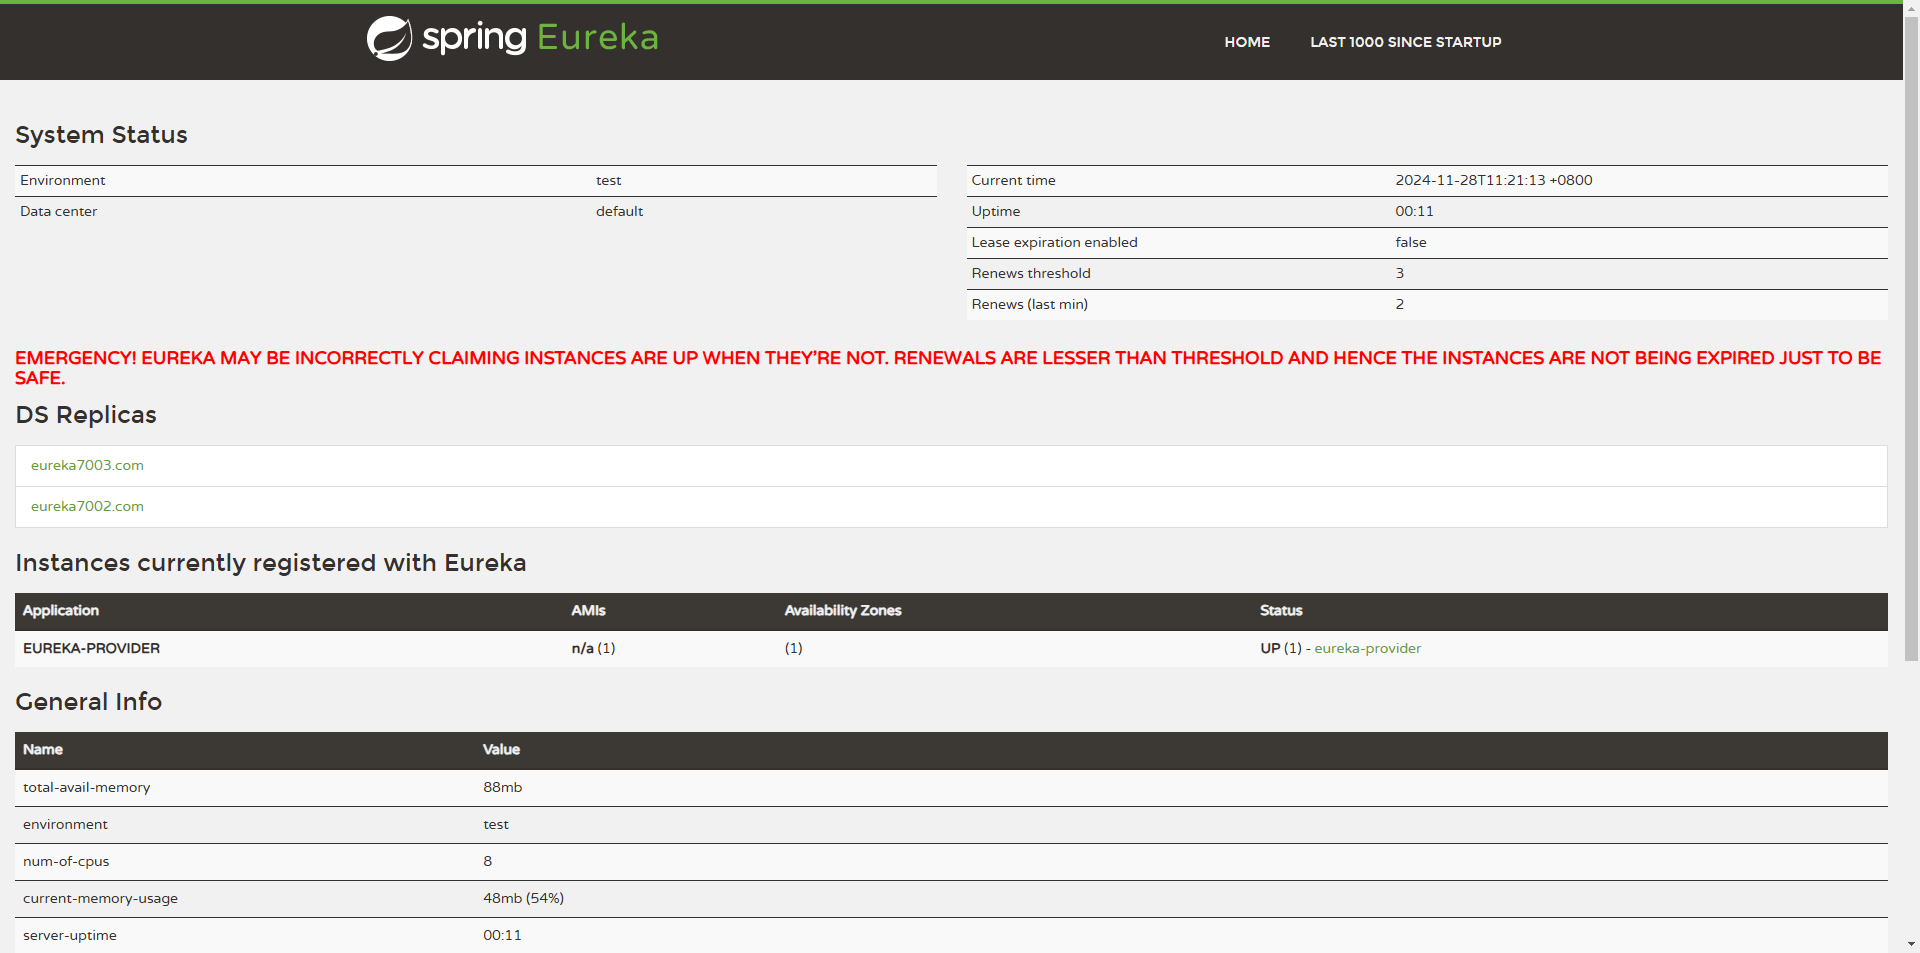 spring Eureka
HOME LAST 1000 SINCE STARTUP
System Status
Environment test
Data center default
Current time 2024-11-28T11:21:13 +0800
Uptime 00:11
Lease expiration enabled false
Renews threshold 3
Renews (last min) 2
EMERGENCY! EUREKA MAY BE INCORRECTLY CLAIMING INSTANCES ARE UP WHEN THEY'RE NOT. RENEWALS ARE LESSER THAN THRESHOLD AND HENCE THE INSTANCES ARE NOT BEING EXPIRED JUST TO BE
SAFE.
DS Replicas
eureka7003.com
eureka7002.com
Instances currently registered with Eureka
Application AMIs Availability Zones Status
EUREKA-PROVIDER n/a (1) (1) UP (1) - eureka-provider
General Info
Name Value
total-avail-memory 88mb
environment test
num-of-cpus 8
current-memory-usage 48mb (54%)
server-uptime 00:11